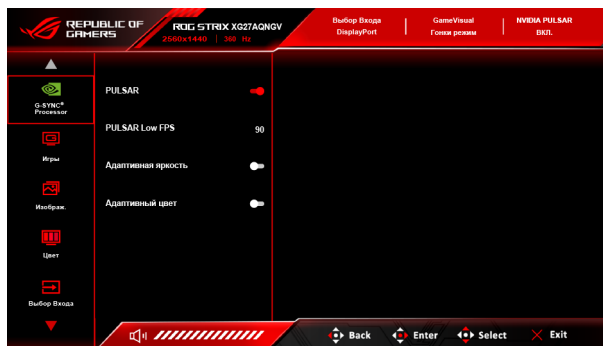 REPUBLIC OF
GAMERS
ROG STRIX XG27AQNGV
2560x1440 | 360 Hz
Выбор Входа
DisplayPort
GameVisual
Гонки режим
NVIDIA PULSAR
ВКЛ.
G-SYNC®
Processor
Игры
Изображ.
Цвет
Выбор Входа
PULSAR
PULSAR Low FPS 90
Адаптивная яркость
Адаптивный цвет
Back
Enter
Select
Exit